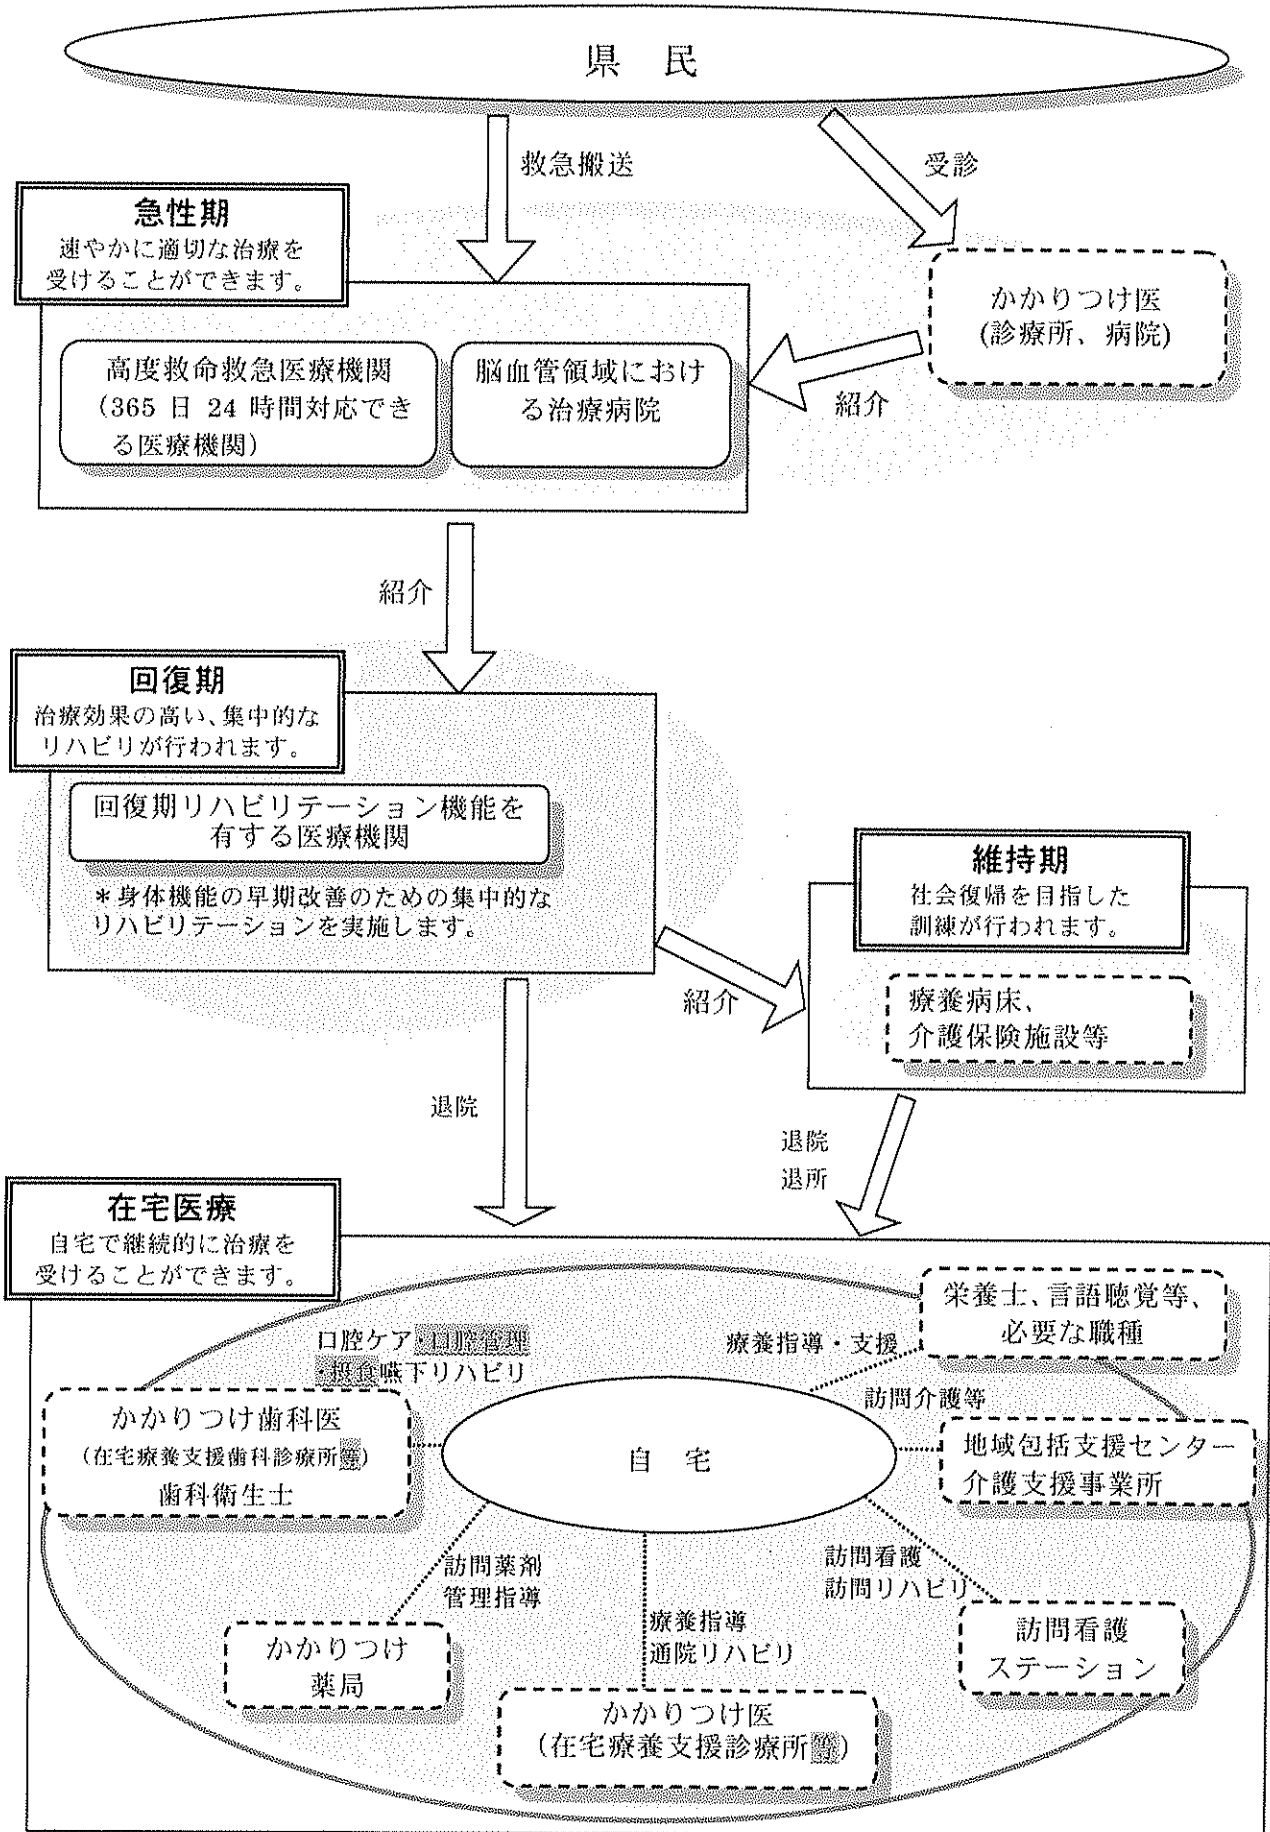 県 民
救急搬送
受診
急性期
速やかに適切な治療を
受けることができます。
かかりつけ医
(診療所、病院)
高度救命救急医療機関
(365 日 24 時間対応でき
る医療機関)
脳血管領域におけ
る治療病院
紹介
紹介
回復期
治療効果の高い、集中的な
リハビリが行われます。
回復期リハビリテーション機能を
有する医療機関
*身体機能の早期改善のための集中的な
リハビリテーションを実施します。
維持期
社会復帰を目指した
訓練が行われます。
紹介
療養病床、
介護保険施設等
退院
退院
退所
在宅医療
自宅で継続的に治療を
受けることができます。
口腔ケア・口腔管理
・摂食嚥下リハビリ
療養指導・支援
栄養士、言語聴覚等、
必要な職種
かかりつけ歯科医
(在宅療養支援歯科診療所等)
歯科衛生士
自 宅
訪問介護等
地域包括支援センター
介護支援事業所
訪問薬剤
管理指導
訪問看護
訪問リハビリ
かかりつけ
薬局
療養指導
通院リハビリ
訪問看護
ステーション
かかりつけ医
(在宅療養支援診療所等)